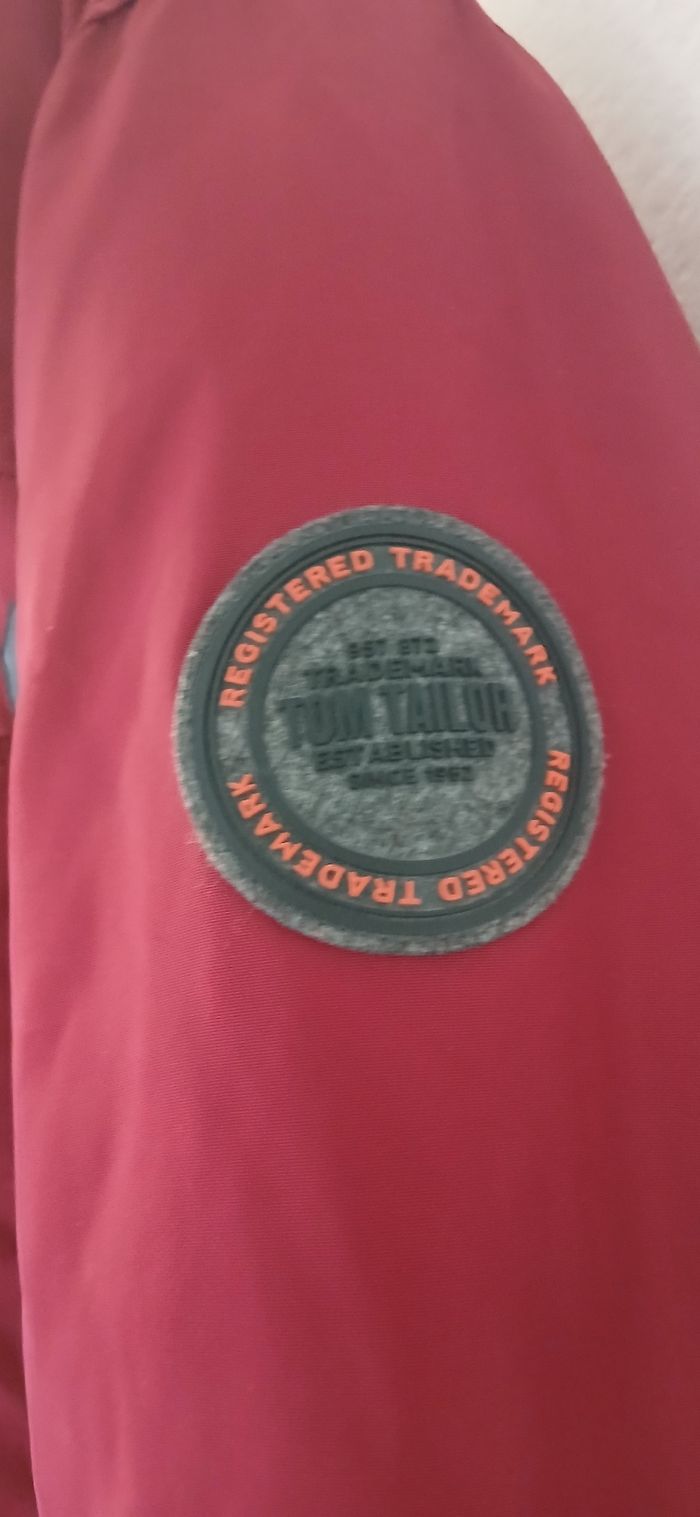 REGISTERED TRADEMARK
TRADEMARK
TOM TAILOR
ESTABLISHED
SINCE 1962
REGISTERED TRADEMARK